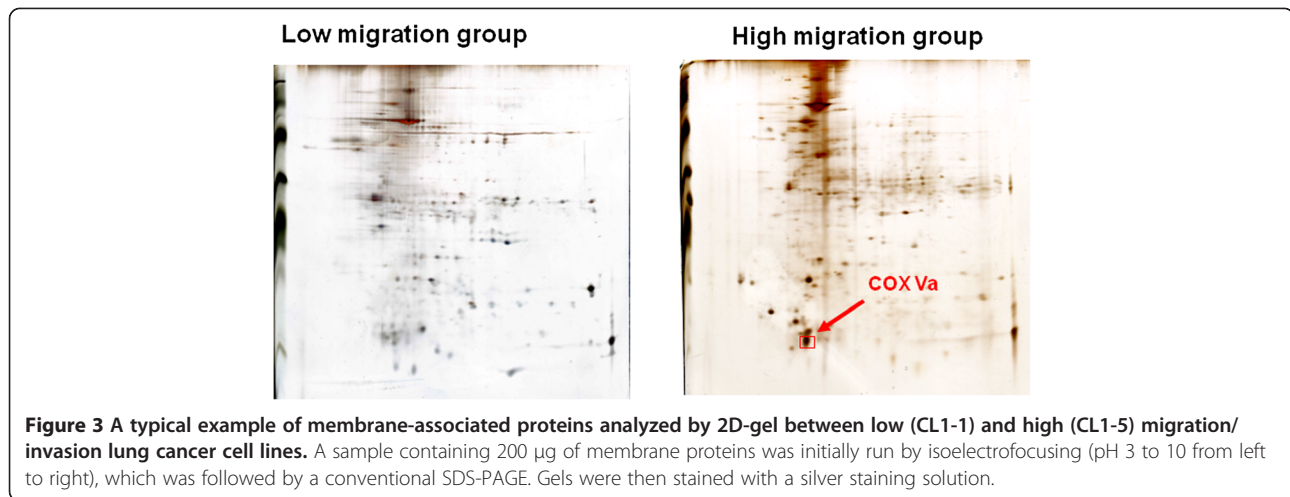 Low migration group
High migration group
COX Va
Figure 3 A typical example of membrane-associated proteins analyzed by 2D-gel between low (CL1-1) and high (CL1-5) migration/
invasion lung cancer cell lines. A sample containing 200 μg of membrane proteins was initially run by isoelectrofocusing (pH 3 to 10 from left
to right), which was followed by a conventional SDS-PAGE. Gels were then stained with a silver staining solution.